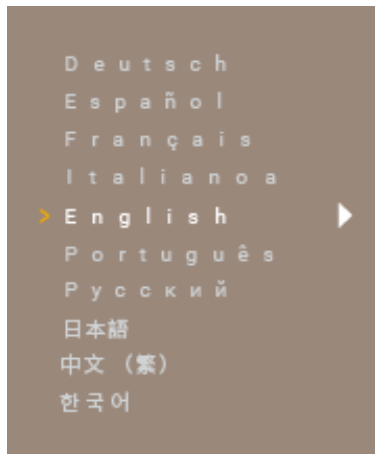 Deutsch
Español
Français
Italianoa
> English
Português
Русский
日本語
中文 （繁）
한국어